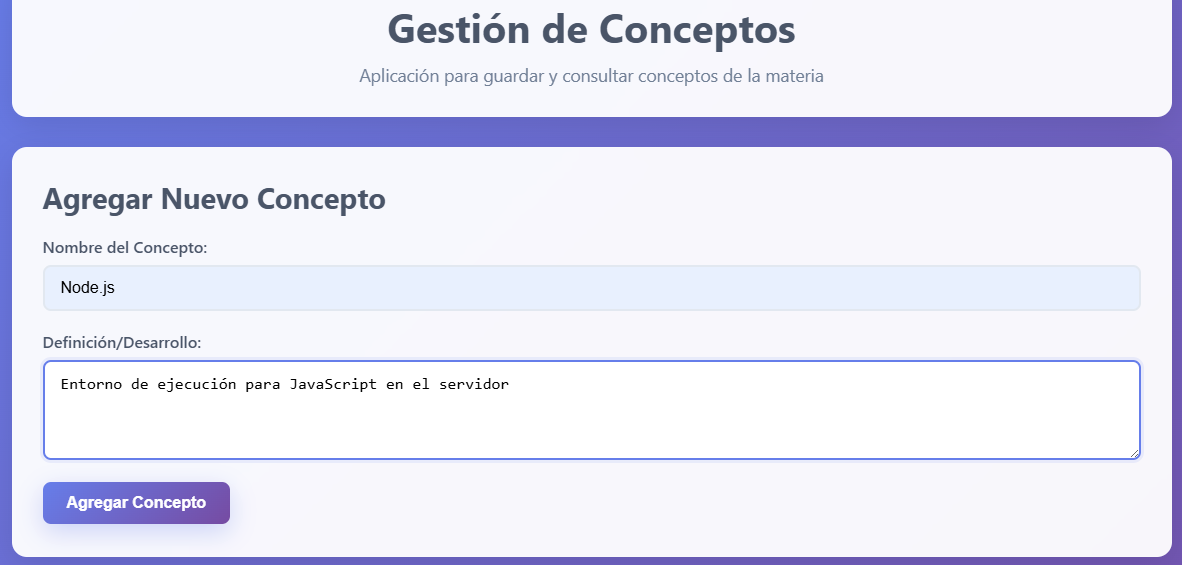 Gestión de Conceptos
Aplicación para guardar y consultar conceptos de la materia
Agregar Nuevo Concepto
Nombre del Concepto:
Node.js
Definición/Desarrollo:
Entorno de ejecución para JavaScript en el servidor
Agregar Concepto